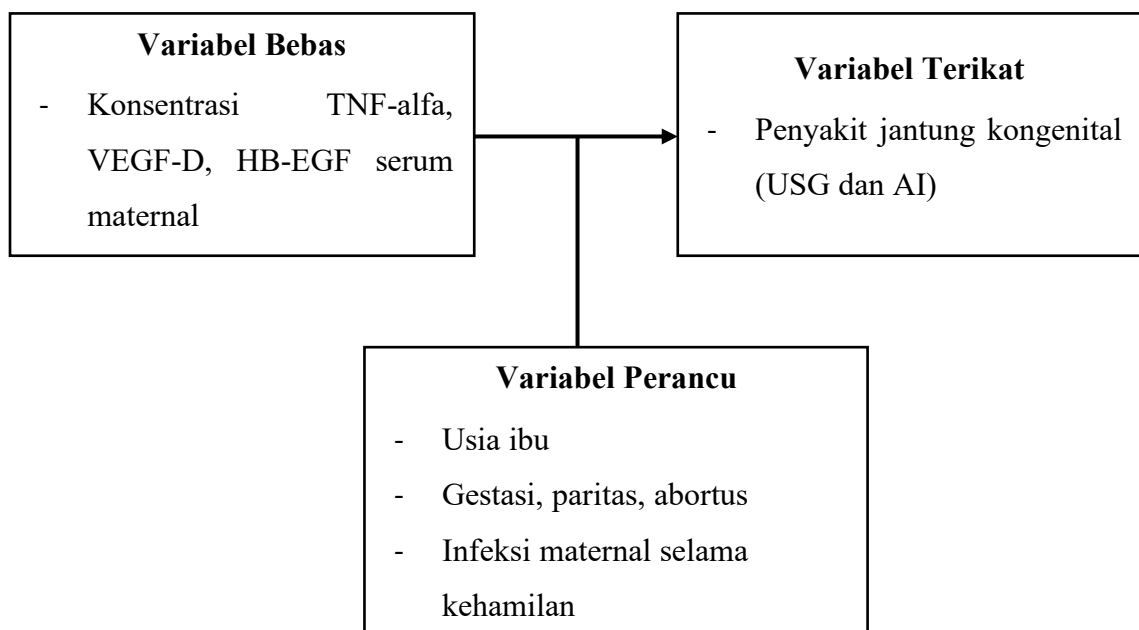 Variabel Bebas
- Konsentrasi TNF-alfa,
VEGF-D, HB-EGF serum
maternal
Variabel Terikat
- Penyakit jantung kongenital
(USG dan AI)
Variabel Perancu
- Usia ibu
- Gestasi, paritas, abortus
- Infeksi maternal selama
kehamilan